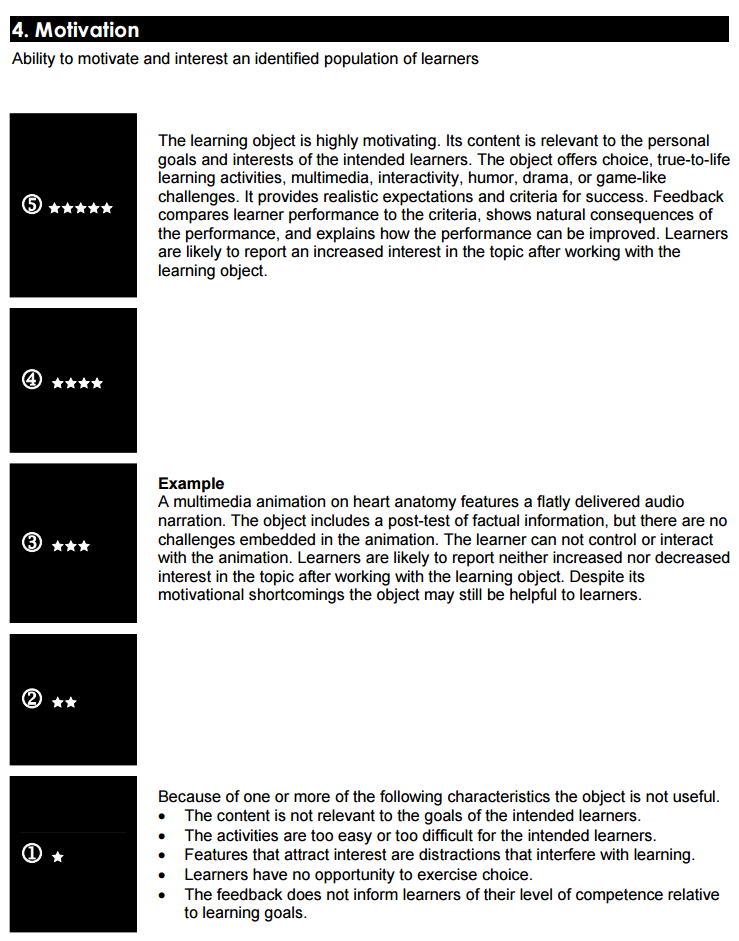 4. Motivation
Ability to motivate and interest an identified population of learners
The learning object is highly motivating. Its content is relevant to the personal
goals and interests of the intended learners. The object offers choice, true-to-life
learning activities, multimedia, interactivity, humor, drama, or game-like
challenges. It provides realistic expectations and criteria for success. Feedback
compares learner performance to the criteria, shows natural consequences of
the performance, and explains how the performance can be improved. Learners
are likely to report an increased interest in the topic after working with the
learning object.
⑤ ★★★★★
④ ★★★★
Example
A multimedia animation on heart anatomy features a flatly delivered audio
narration. The object includes a post-test of factual information, but there are no
challenges embedded in the animation. The learner can not control or interact
with the animation. Learners are likely to report neither increased nor decreased
interest in the topic after working with the learning object. Despite its
motivational shortcomings the object may still be helpful to learners.
③ ★★★
② ★★
Because of one or more of the following characteristics the object is not useful.
• The content is not relevant to the goals of the intended learners.
• The activities are too easy or too difficult for the intended learners.
• Features that attract interest are distractions that interfere with learning.
• Learners have no opportunity to exercise choice.
• The feedback does not inform learners of their level of competence relative
to learning goals.
① ★